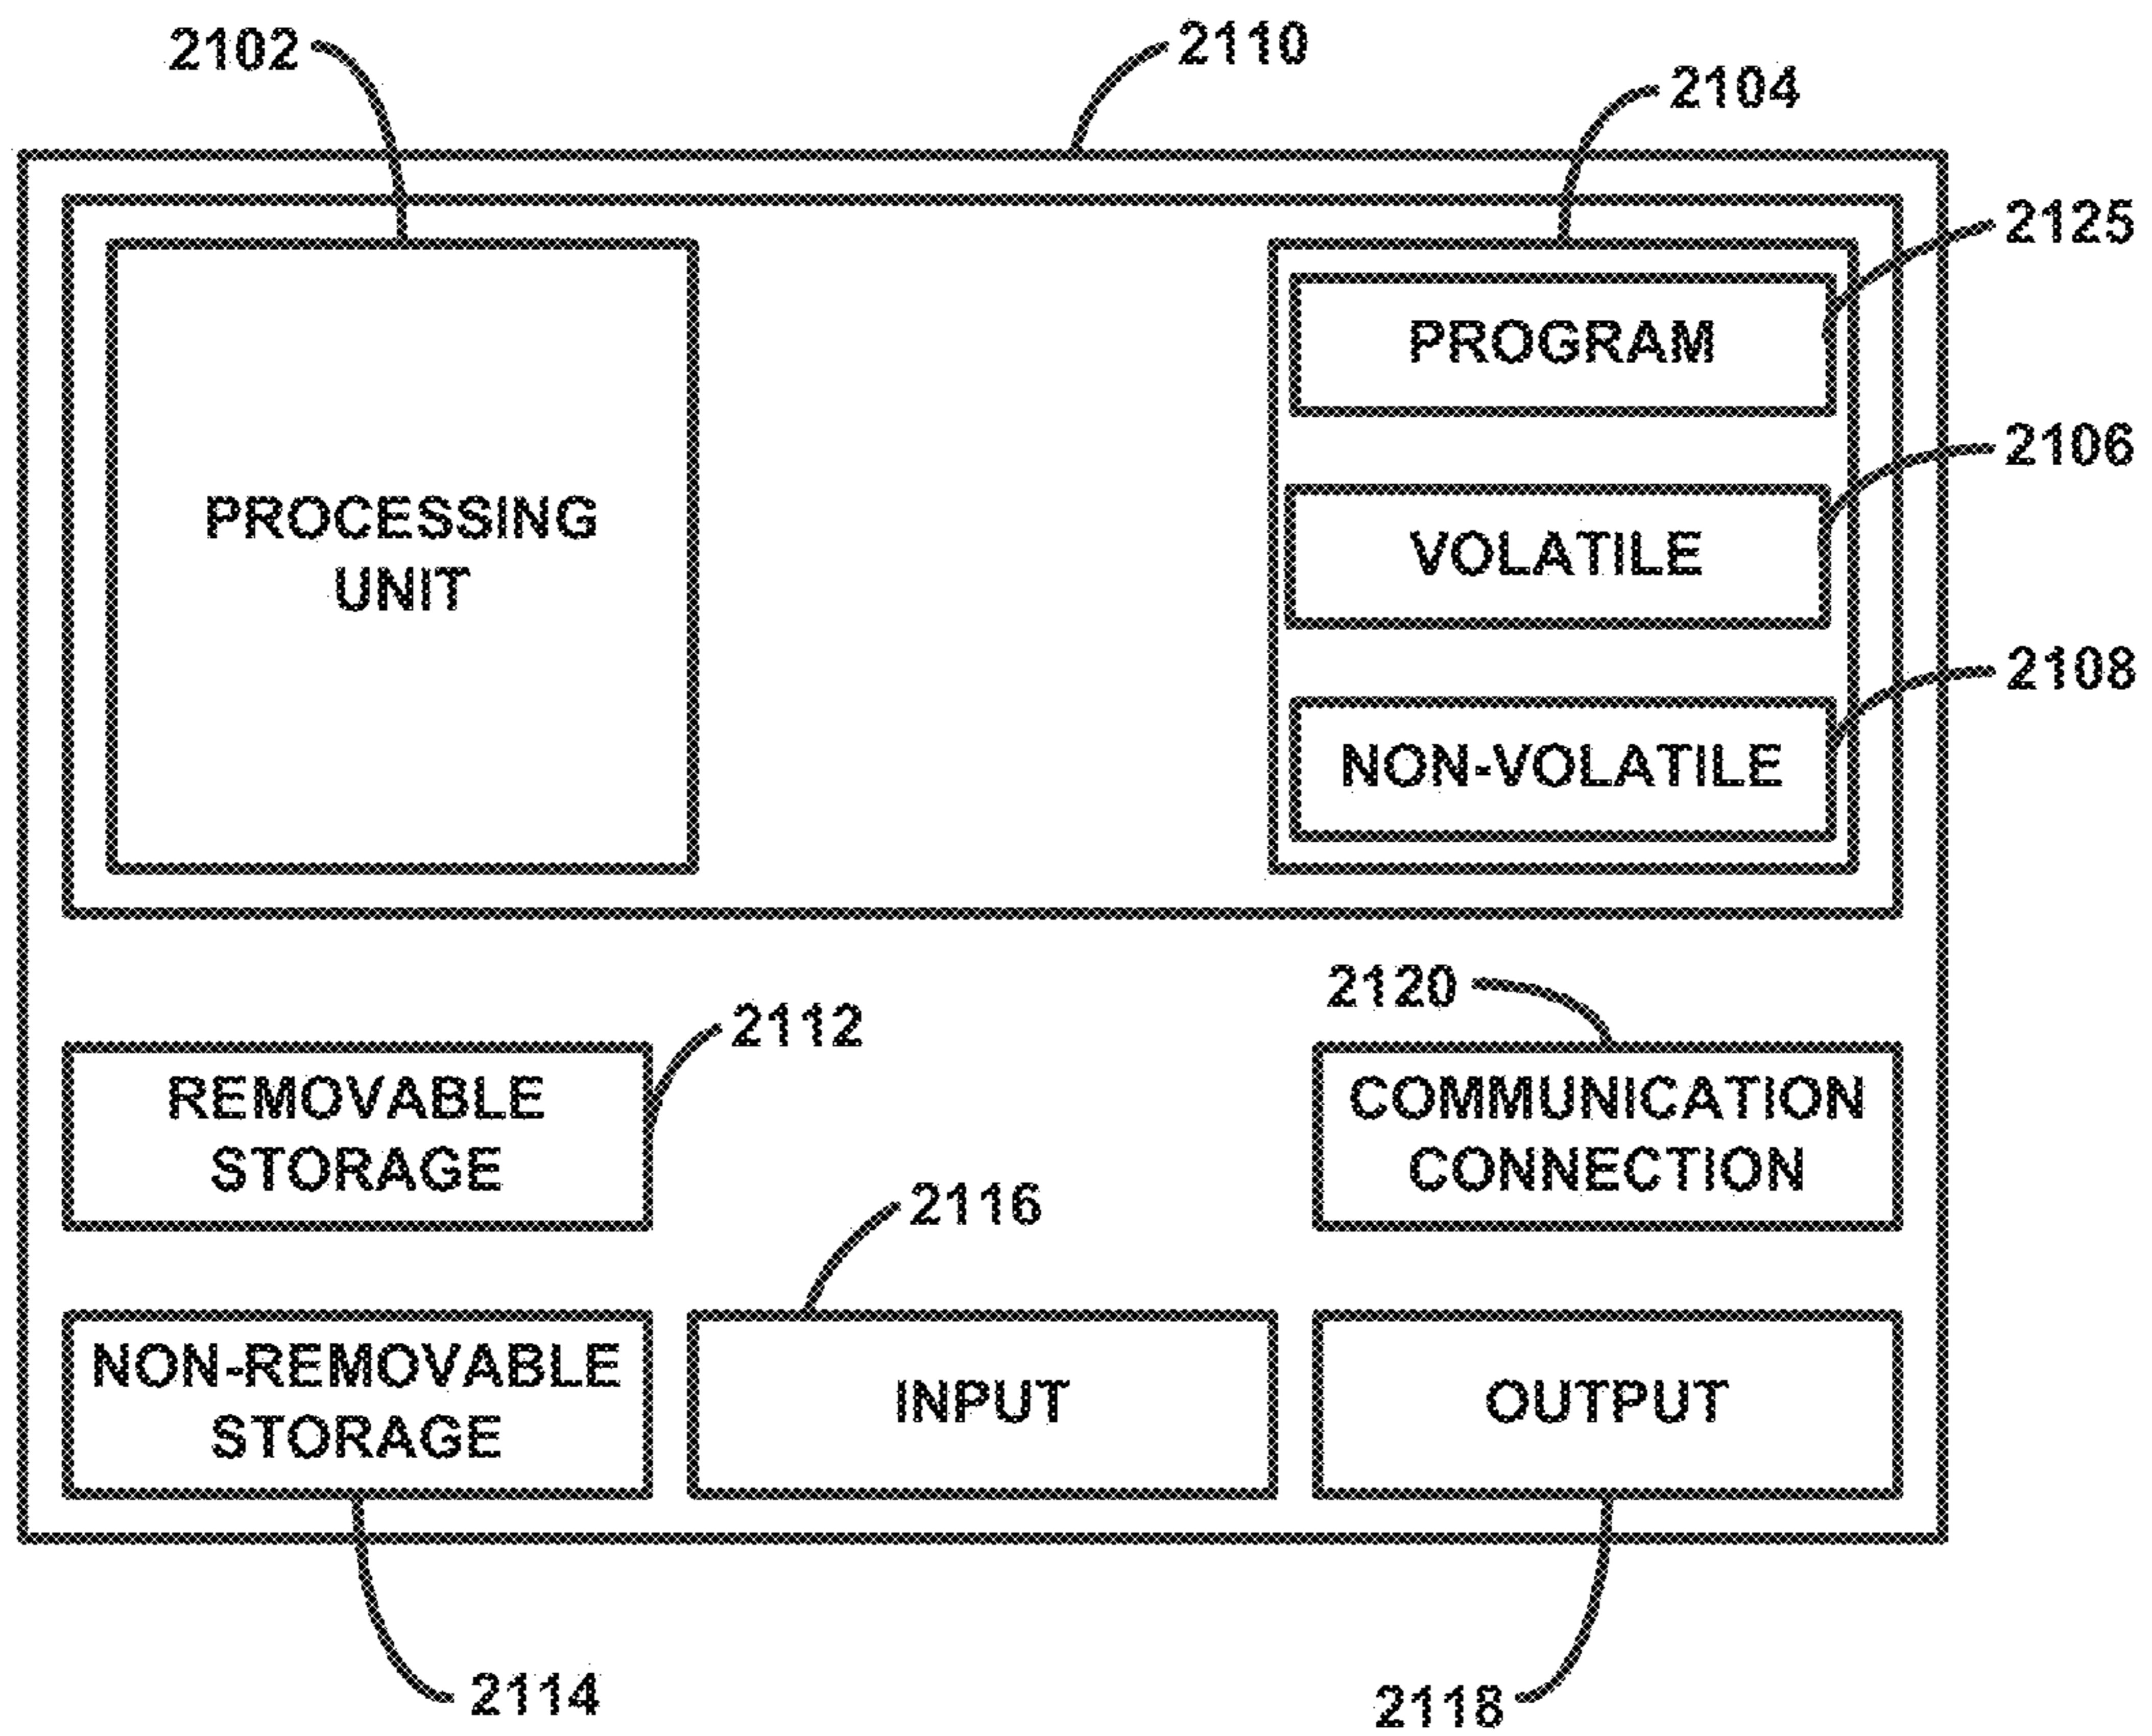 2102
2110
2104
2125
PROGRAM
2106
PROCESSING
UNIT
VOLATILE
2108
NON-VOLATILE
2120
2112
REMOVABLE
STORAGE
COMMUNICATION
CONNECTION
2116
NON-REMOVABLE
STORAGE
INPUT
OUTPUT
2114
2118